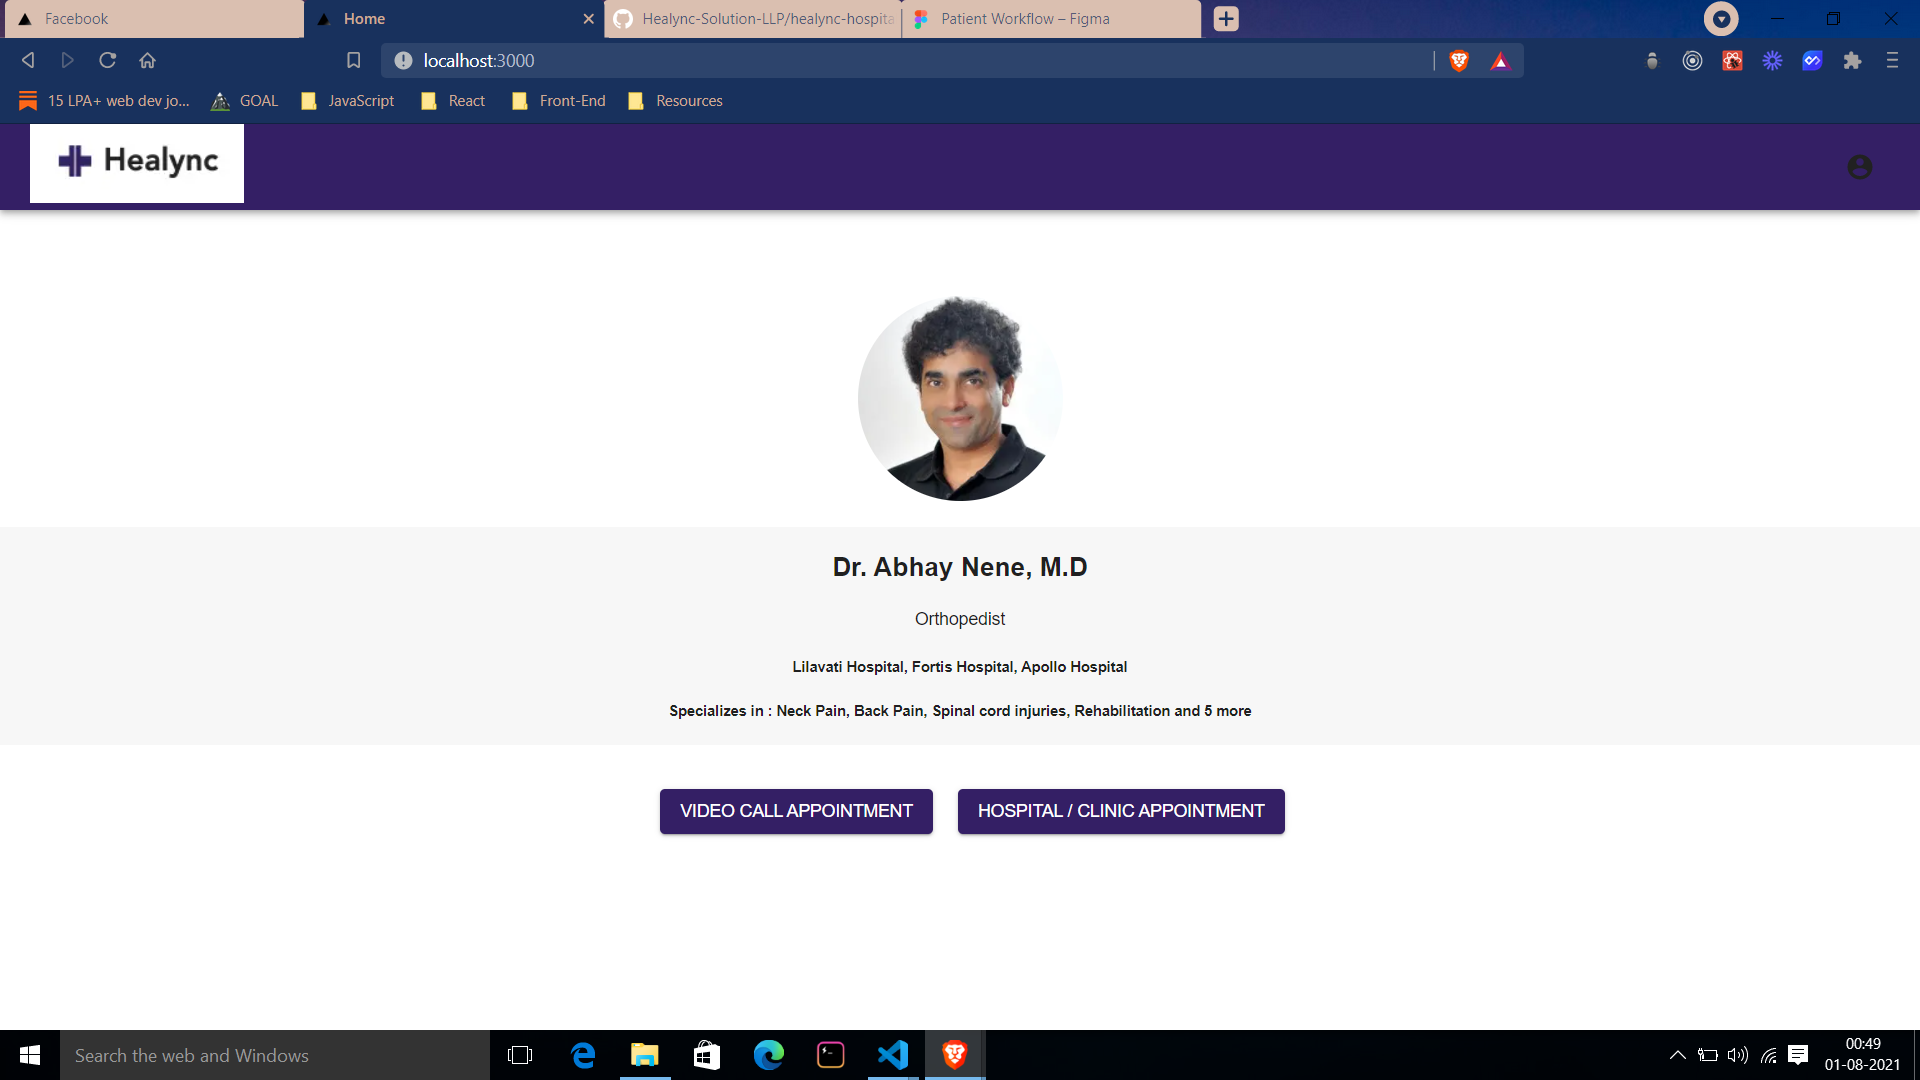 Facebook
Home
Healync-Solution-LLP/healync-hospita
Patient Workflow – Figma
localhost:3000
15 LPA+ web dev jo...
GOAL
JavaScript
React
Front-End
Resources
Healync
Dr. Abhay Nene, M.D
Orthopedist
Lilavati Hospital, Fortis Hospital, Apollo Hospital
Specializes in : Neck Pain, Back Pain, Spinal cord injuries, Rehabilitation and 5 more
VIDEO CALL APPOINTMENT
HOSPITAL / CLINIC APPOINTMENT
Search the web and Windows
00:49
01-08-2021